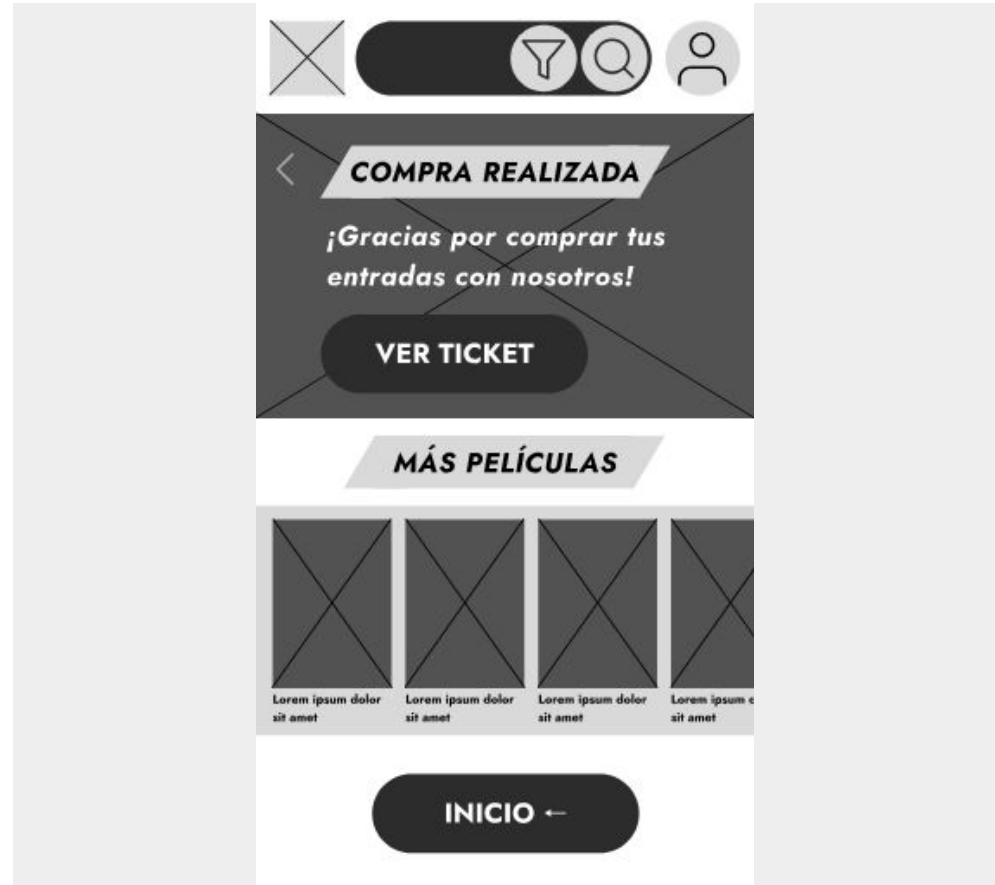 COMPRA REALIZADA
¡Gracias por comprar tus
entradas con nosotros!
VER TICKET
MÁS PELÍCULAS
Lorem ipsum dolor
sit amet
Lorem ipsum dolor
sit amet
Lorem ipsum dolor
sit amet
Lorem ipsum
sit amet
INICIO ←